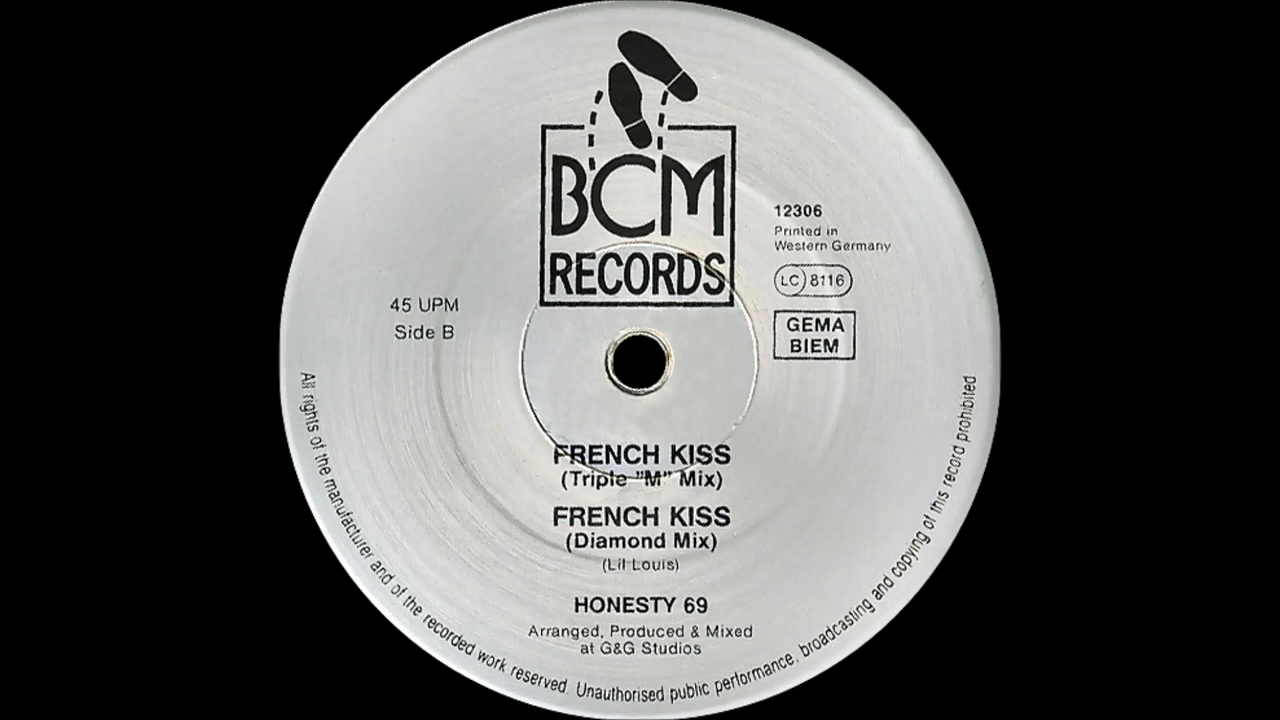 BCM
RECORDS
12306
Printed in
Western Germany
LC 8116
GEMA
BIEM
45 UPM
Side B
FRENCH KISS
(Triple "M" Mix)
FRENCH KISS
(Diamond Mix)
(Lil Louis)
HONESTY 69
Arranged, Produced & Mixed
at G&G Studios
All rights of the manufacturer and of the recorded work reserved. Unauthorised public performance, broadcasting and copying of this record prohibited